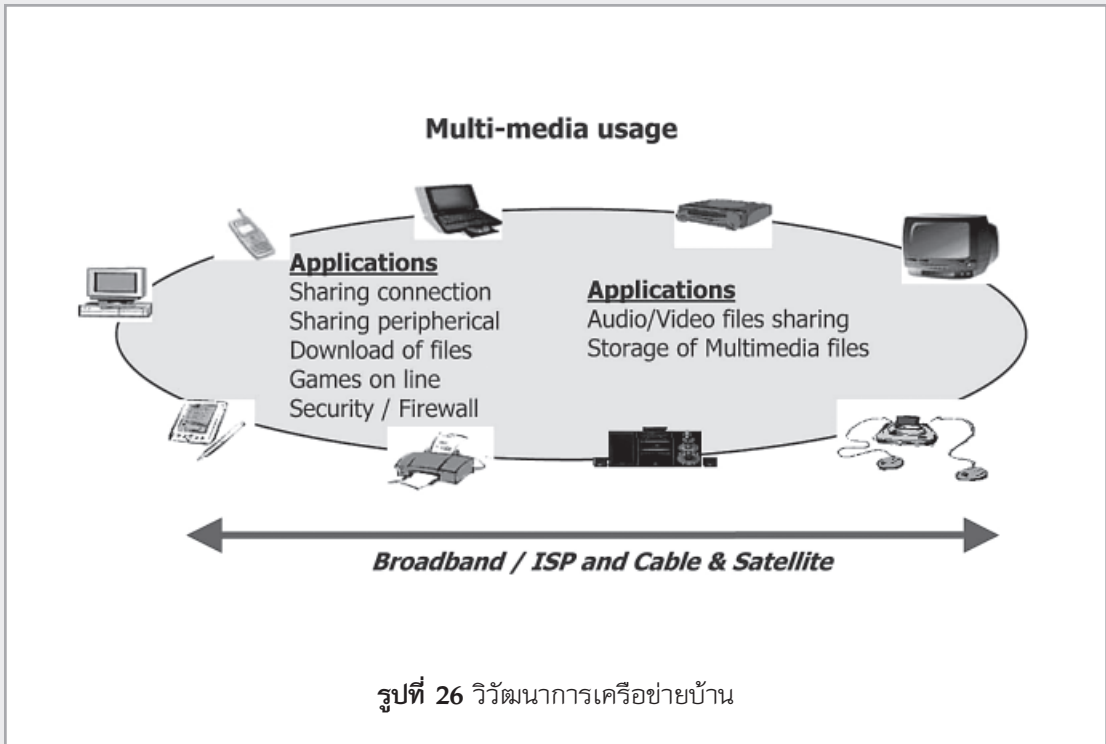 Multi-media usage
Applications
Sharing connection
Sharing peripherical
Download of files
Games on line
Security / Firewall
Applications
Audio/Video files sharing
Storage of Multimedia files
Broadband / ISP and Cable & Satellite
รูปที่ 26 วิวัฒนาการเครือข่ายบ้าน